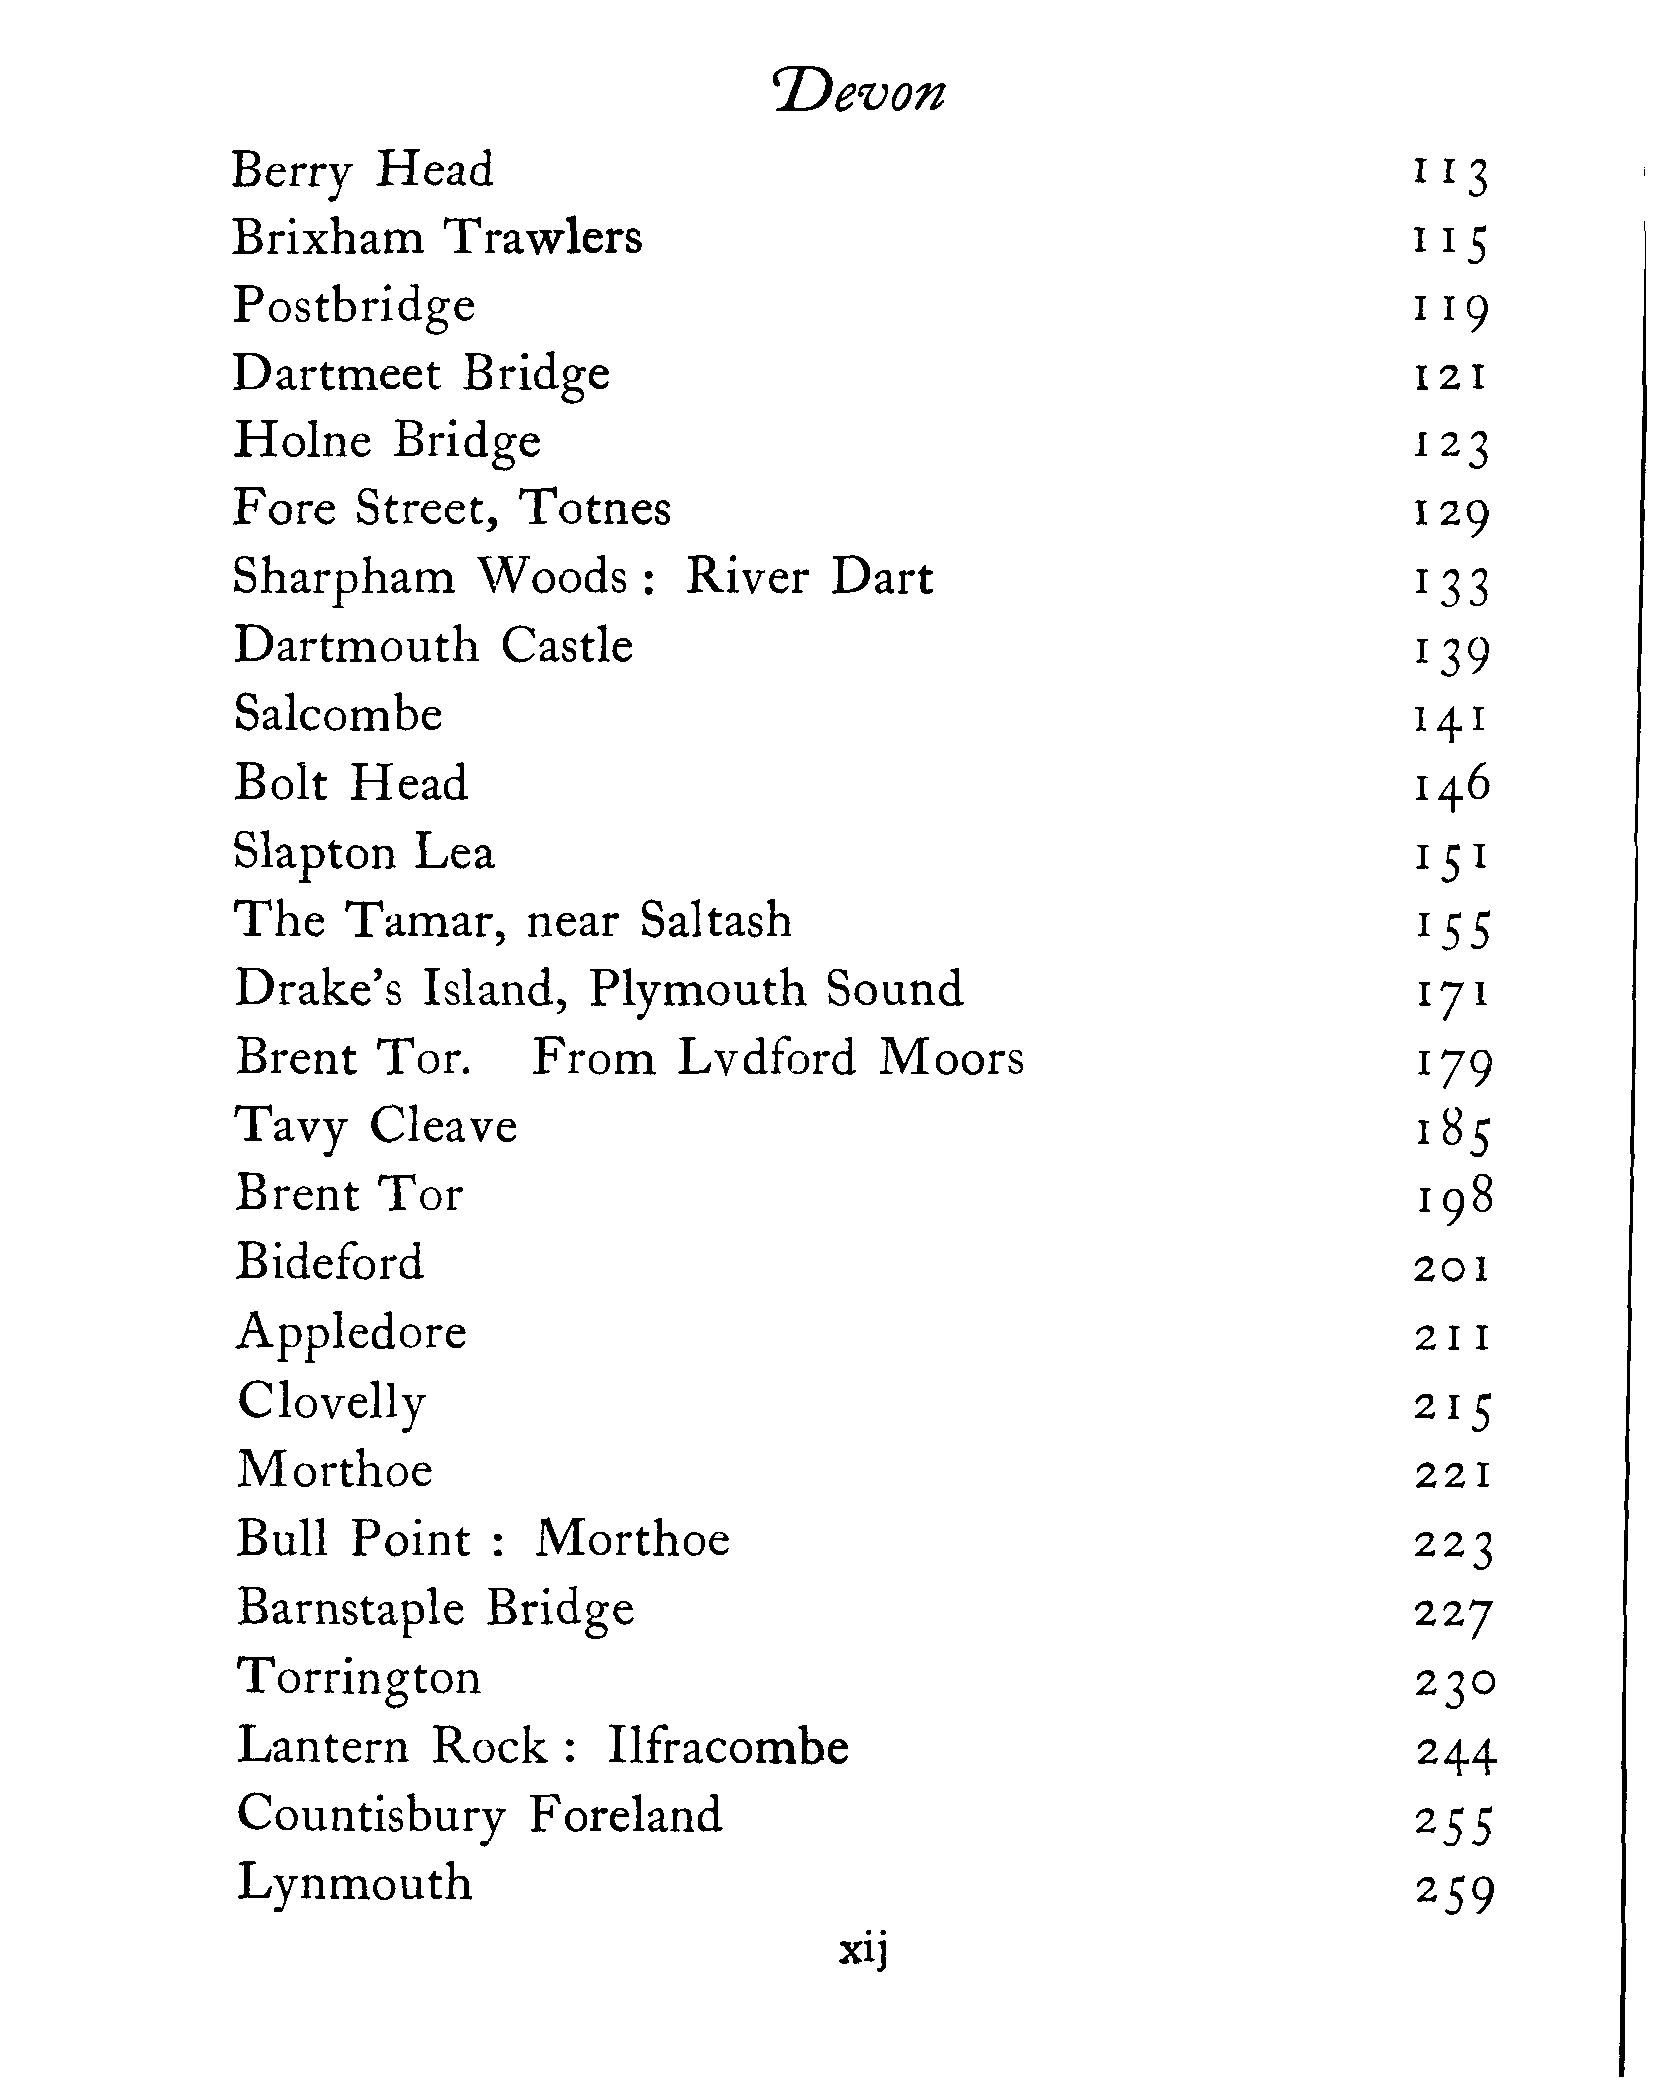 Devon
Berry Head 113
Brixham Trawlers 115
Postbridge 119
Dartmeet Bridge 121
Holne Bridge 123
Fore Street, Totnes 129
Sharpham Woods : River Dart 133
Dartmouth Castle 139
Salcombe 141
Bolt Head 146
Slapton Lea 151
The Tamar, near Saltash 155
Drake's Island, Plymouth Sound 171
Brent Tor. From Lvdford Moors 179
Tavy Cleave 185
Brent Tor 198
Bideford 201
Appledore 211
Clovelly 215
Morthoe 221
Bull Point : Morthoe 223
Barnstaple Bridge 227
Torrington 230
Lantern Rock : Ilfracombe 244
Countisbury Foreland 255
Lynmouth 259
xij